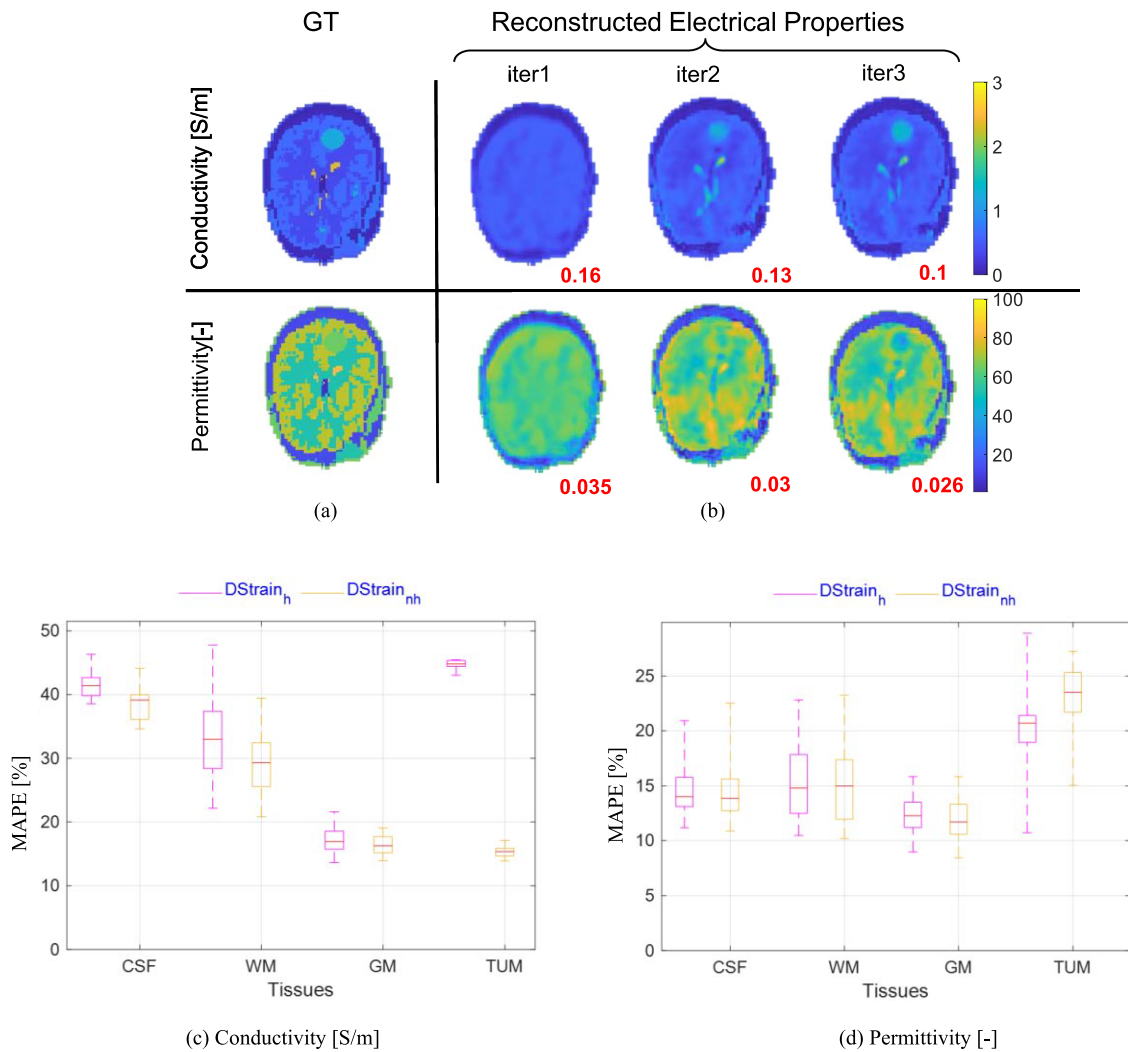 GT
Reconstructed Electrical Properties
iter1 iter2 iter3
Conductivity [S/m]
3
2
1
0
0.16 0.13 0.1
Permittivity[-]
100
80
60
40
20
0.035 0.03 0.026
(a) (b)
DStrainh DStrainnh
MAPE [%]
50
40
30
20
10
0
CSF WM GM TUM
Tissues
(c) Conductivity [S/m]
DStrainh DStrainnh
MAPE [%]
25
20
15
10
5
0
CSF WM GM TUM
Tissues
(d) Permittivity [-]